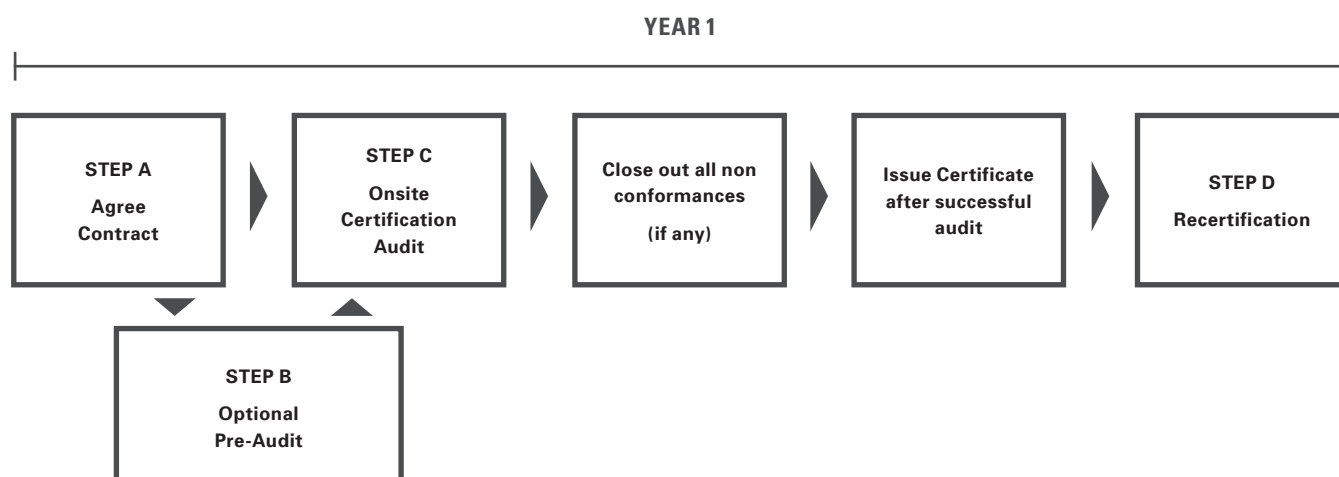 YEAR 1
STEP A
Agree
Contract
STEP C
Onsite
Certification
Audit
Close out all non
conformances
(if any)
Issue Certificate
after successful
audit
STEP D
Recertification
STEP B
Optional
Pre-Audit